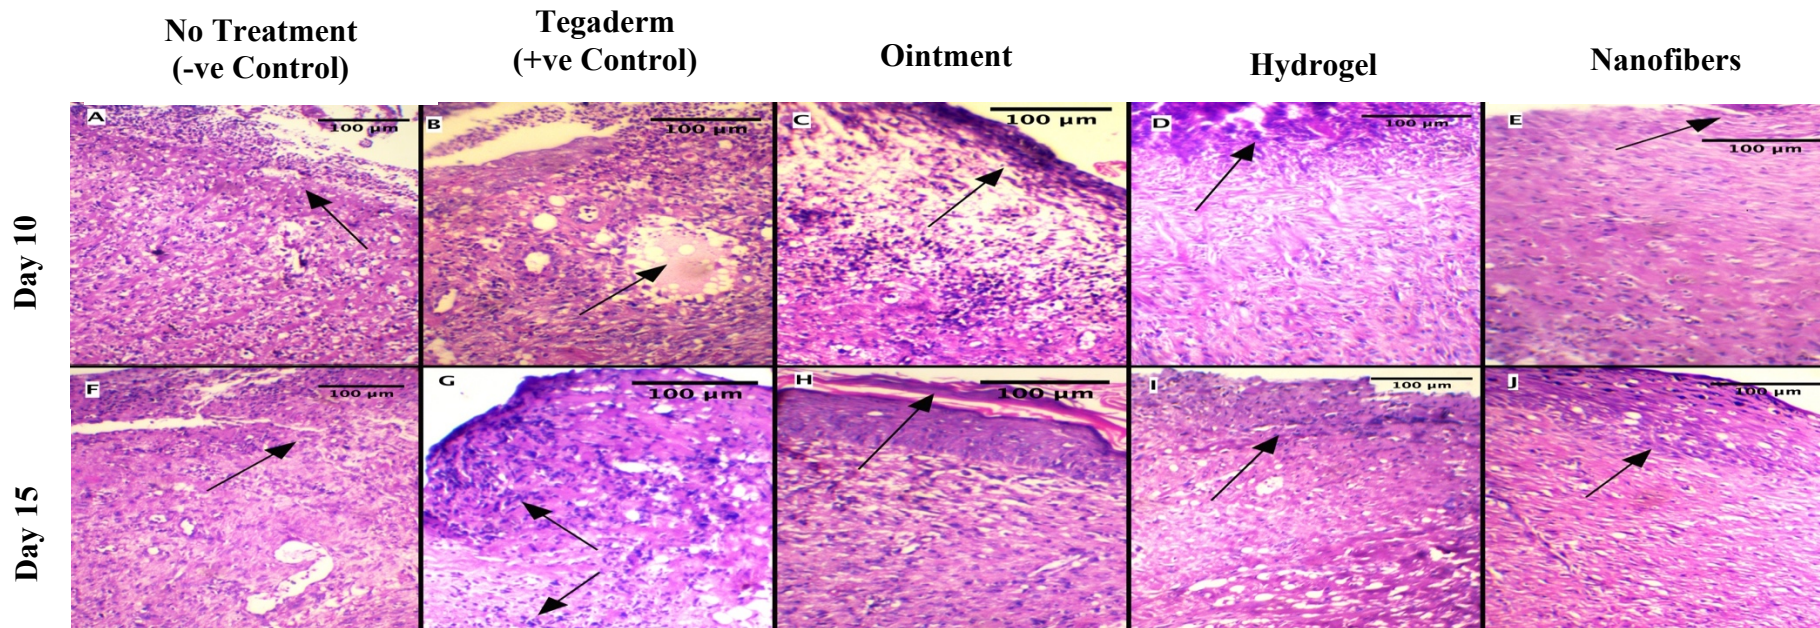 No Treatment
(-ve Control)
Tegaderm
(+ve Control)
Ointment
Hydrogel
Nanofibers
Day 10
A
100 µm
B
100 µm
C
100 µm
D
100 µm
E
100 µm
Day 15
F
100 µm
G
100 µm
H
100 µm
I
100 µm
J
100 µm